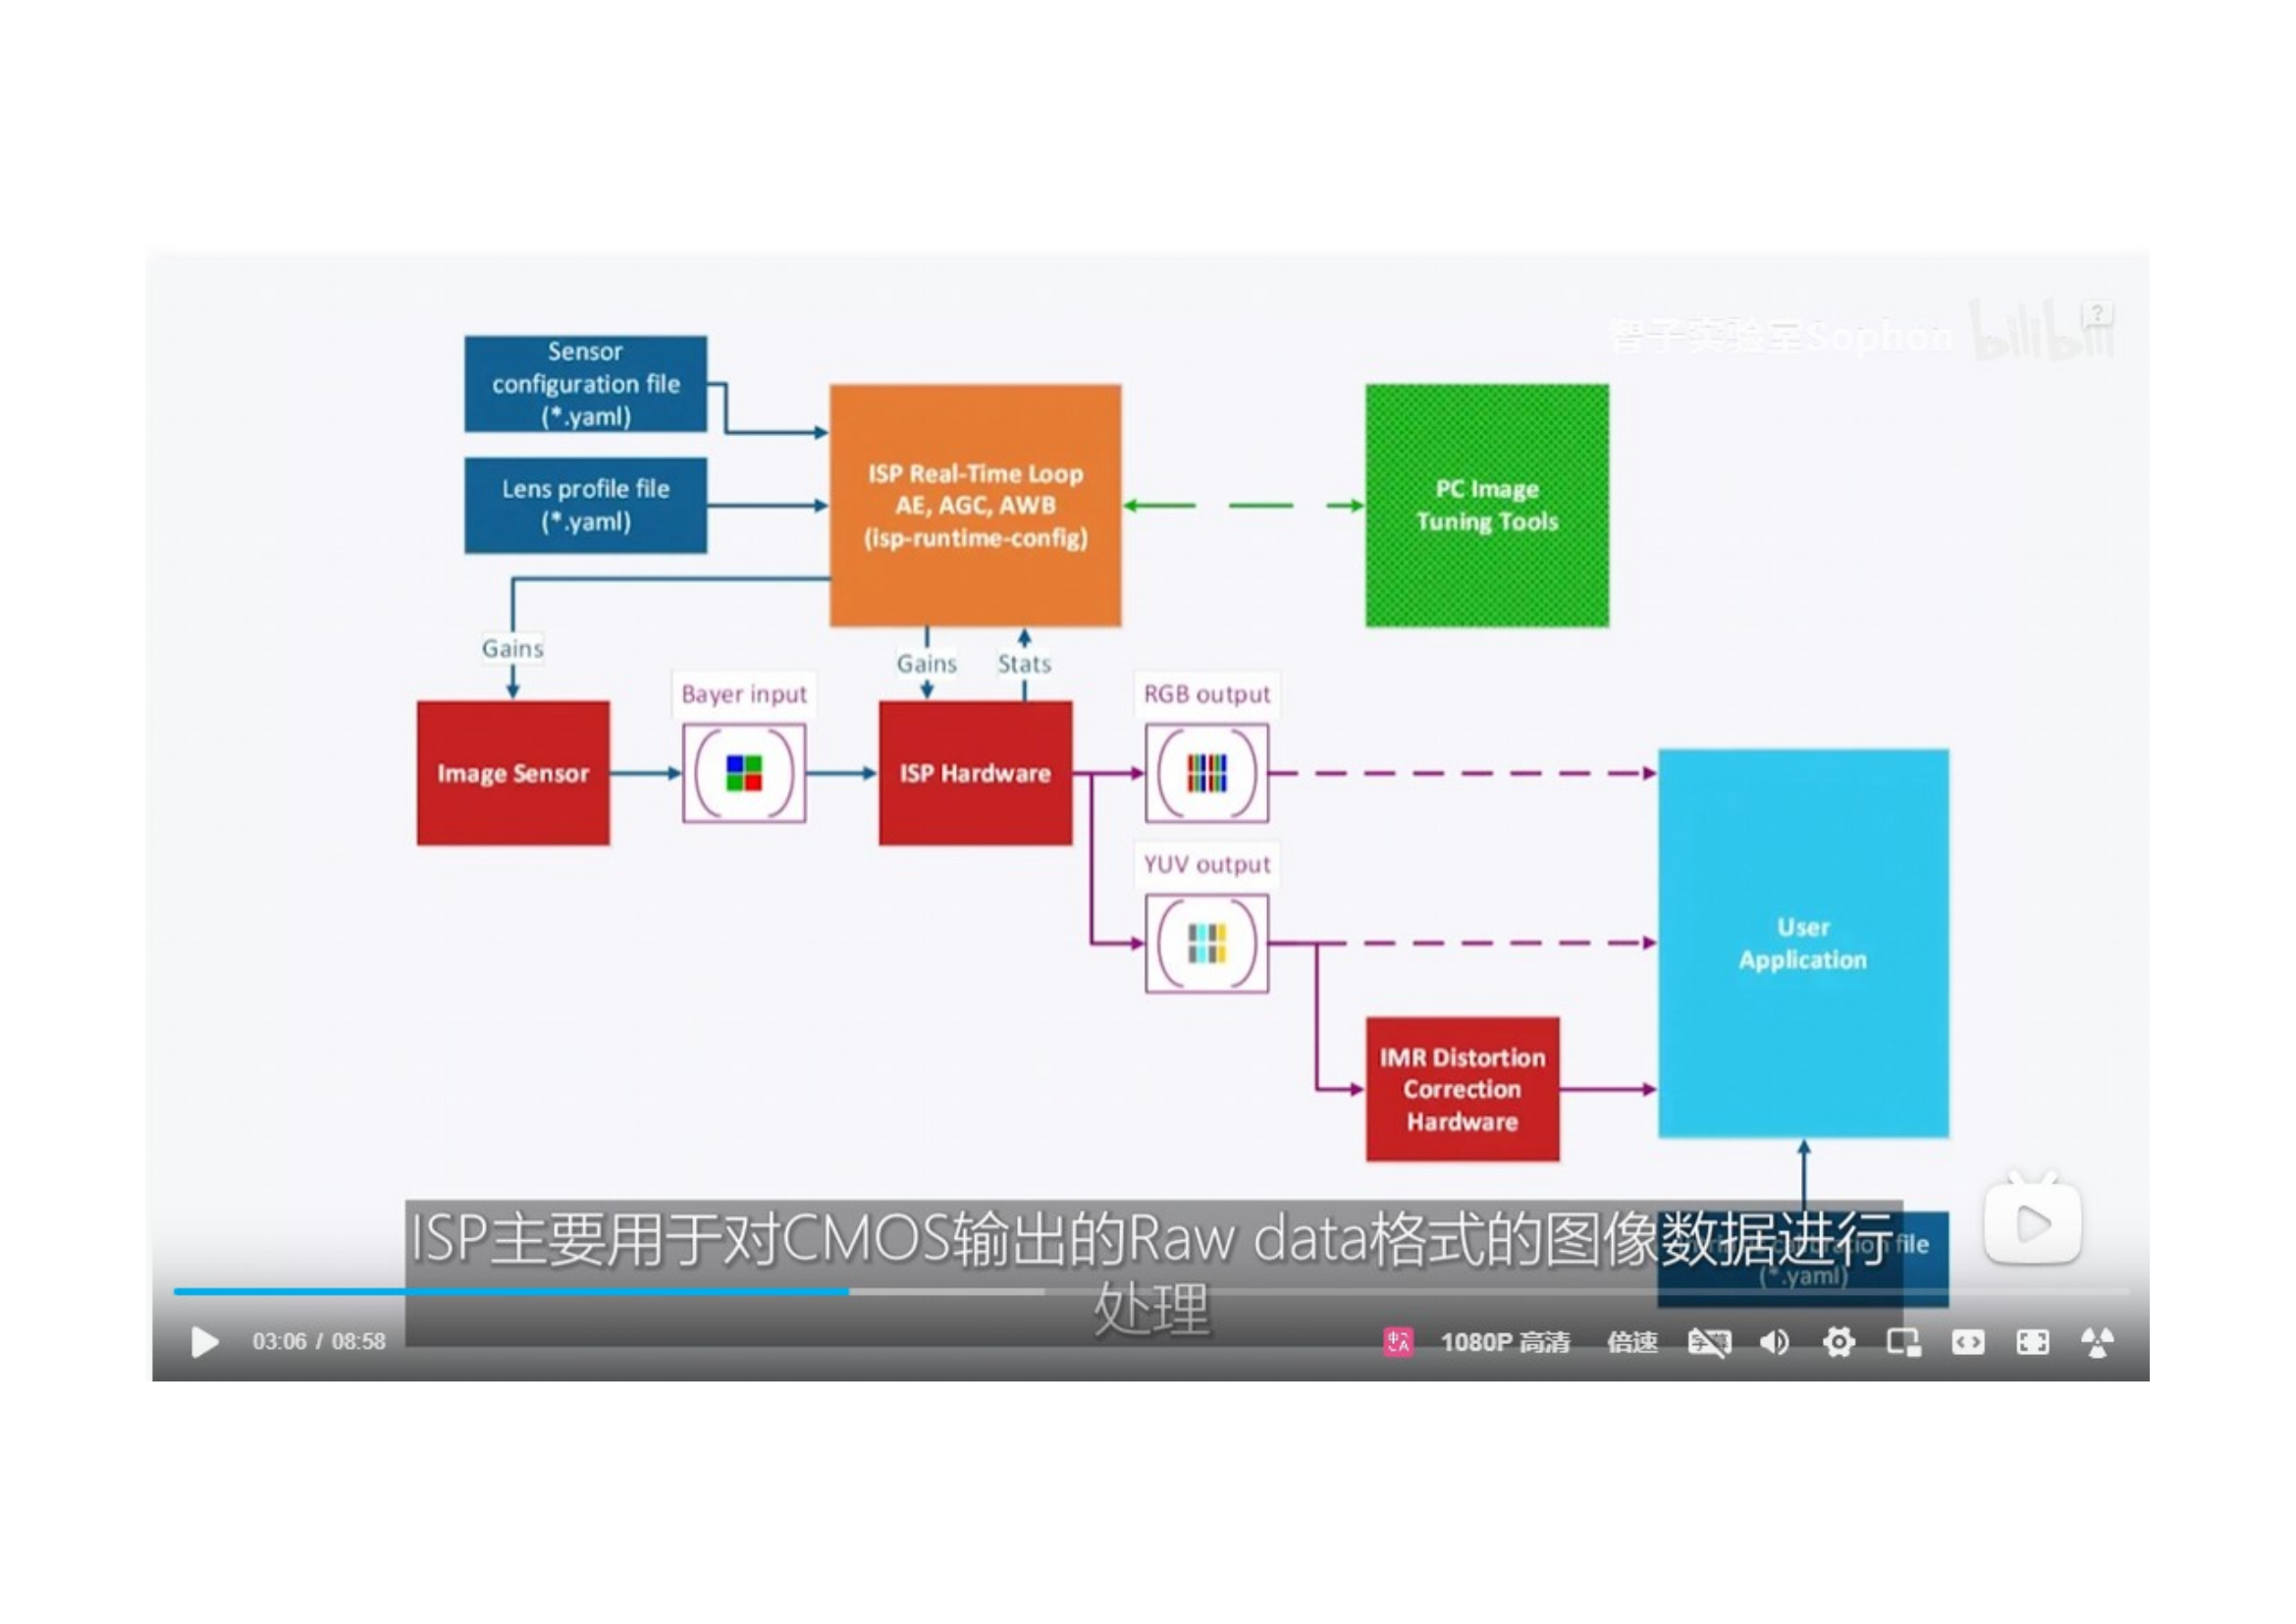 智子实验室Sophon bilibili
Sensor
configuration file
(*.yaml)
Lens profile file
(*.yaml)
ISP Real-Time Loop
AE, AGC, AWB
(isp-runtime-config)
PC Image
Tuning Tools
Gains
Gains
Stats
Bayer input
RGB output
Image Sensor
ISP Hardware
YUV output
User
Application
IMR Distortion
Correction
Hardware
ISP主要用于对CMOS输出的Raw data格式的图像数据进行
处理
file
(*.yaml)
03:06 / 08:58
1080P 高清
倍速
字幕